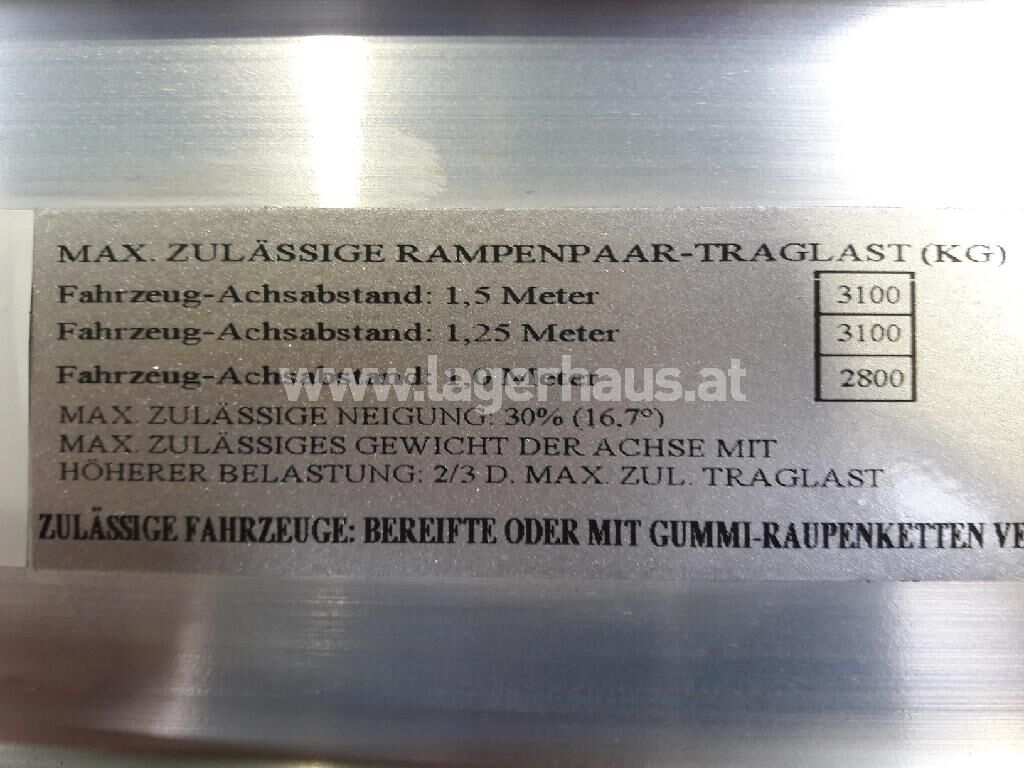 MAX. ZULÄSSIGE RAMPENPAAR-TRAGLAST (KG)
Fahrzeug-Achsabstand: 1,5 Meter 3100
Fahrzeug-Achsabstand: 1,25 Meter 3100
Fahrzeug-Achsabstand: 1,0 Meter 2800
www.lagerhaus.at
MAX. ZULÄSSIGE NEIGUNG: 30% (16,7°)
MAX. ZULÄSSIGES GEWICHT DER ACHSE MIT
HÖHERER BELASTUNG: 2/3 D. MAX. ZUL. TRAGLAST
ZULÄSSIGE FAHRZEUGE: BEREIFTE ODER MIT GUMMI-RAUPENKETTEN VE